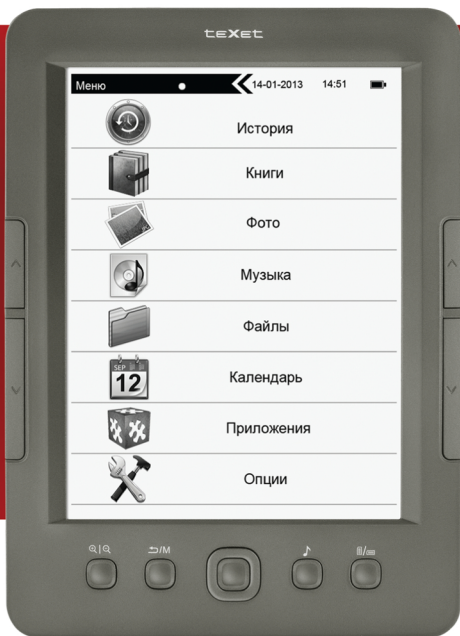 teXet
Меню 14-01-2013 14:51
История
Книги
Фото
Музыка
Файлы
SEP
12
Календарь
Приложения
Опции
/M